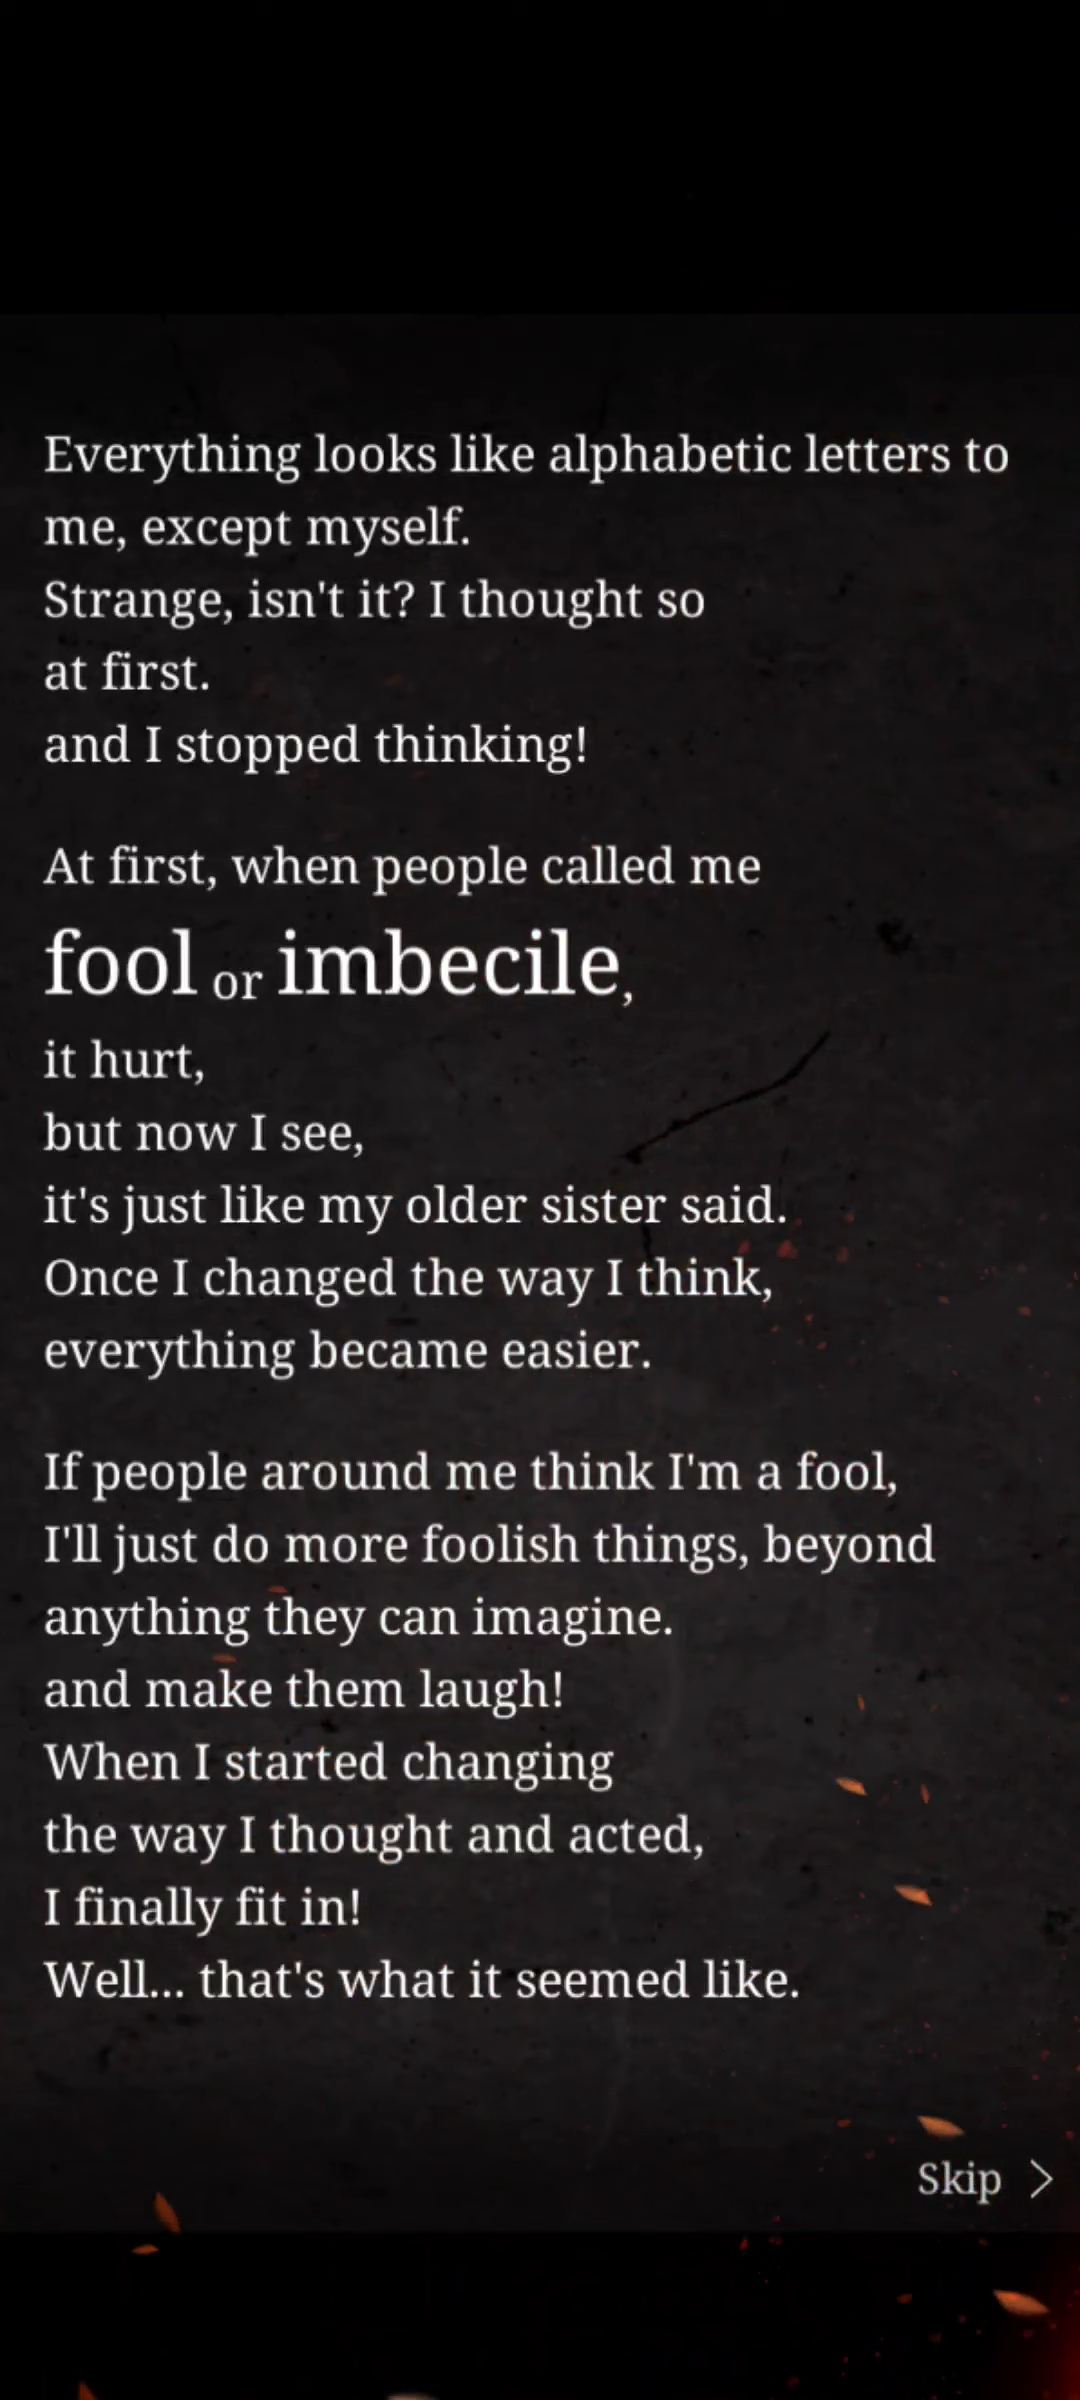 Everything looks like alphabetic letters to
me, except myself.
Strange, isn't it? I thought so
at first.
and I stopped thinking!
At first, when people called me
fool or imbecile,
it hurt,
but now I see,
it's just like my older sister said.
Once I changed the way I think,
everything became easier.
If people around me think I'm a fool,
I'll just do more foolish things, beyond
anything they can imagine.
and make them laugh!
When I started changing
the way I thought and acted,
I finally fit in!
Well... that's what it seemed like.
Skip >